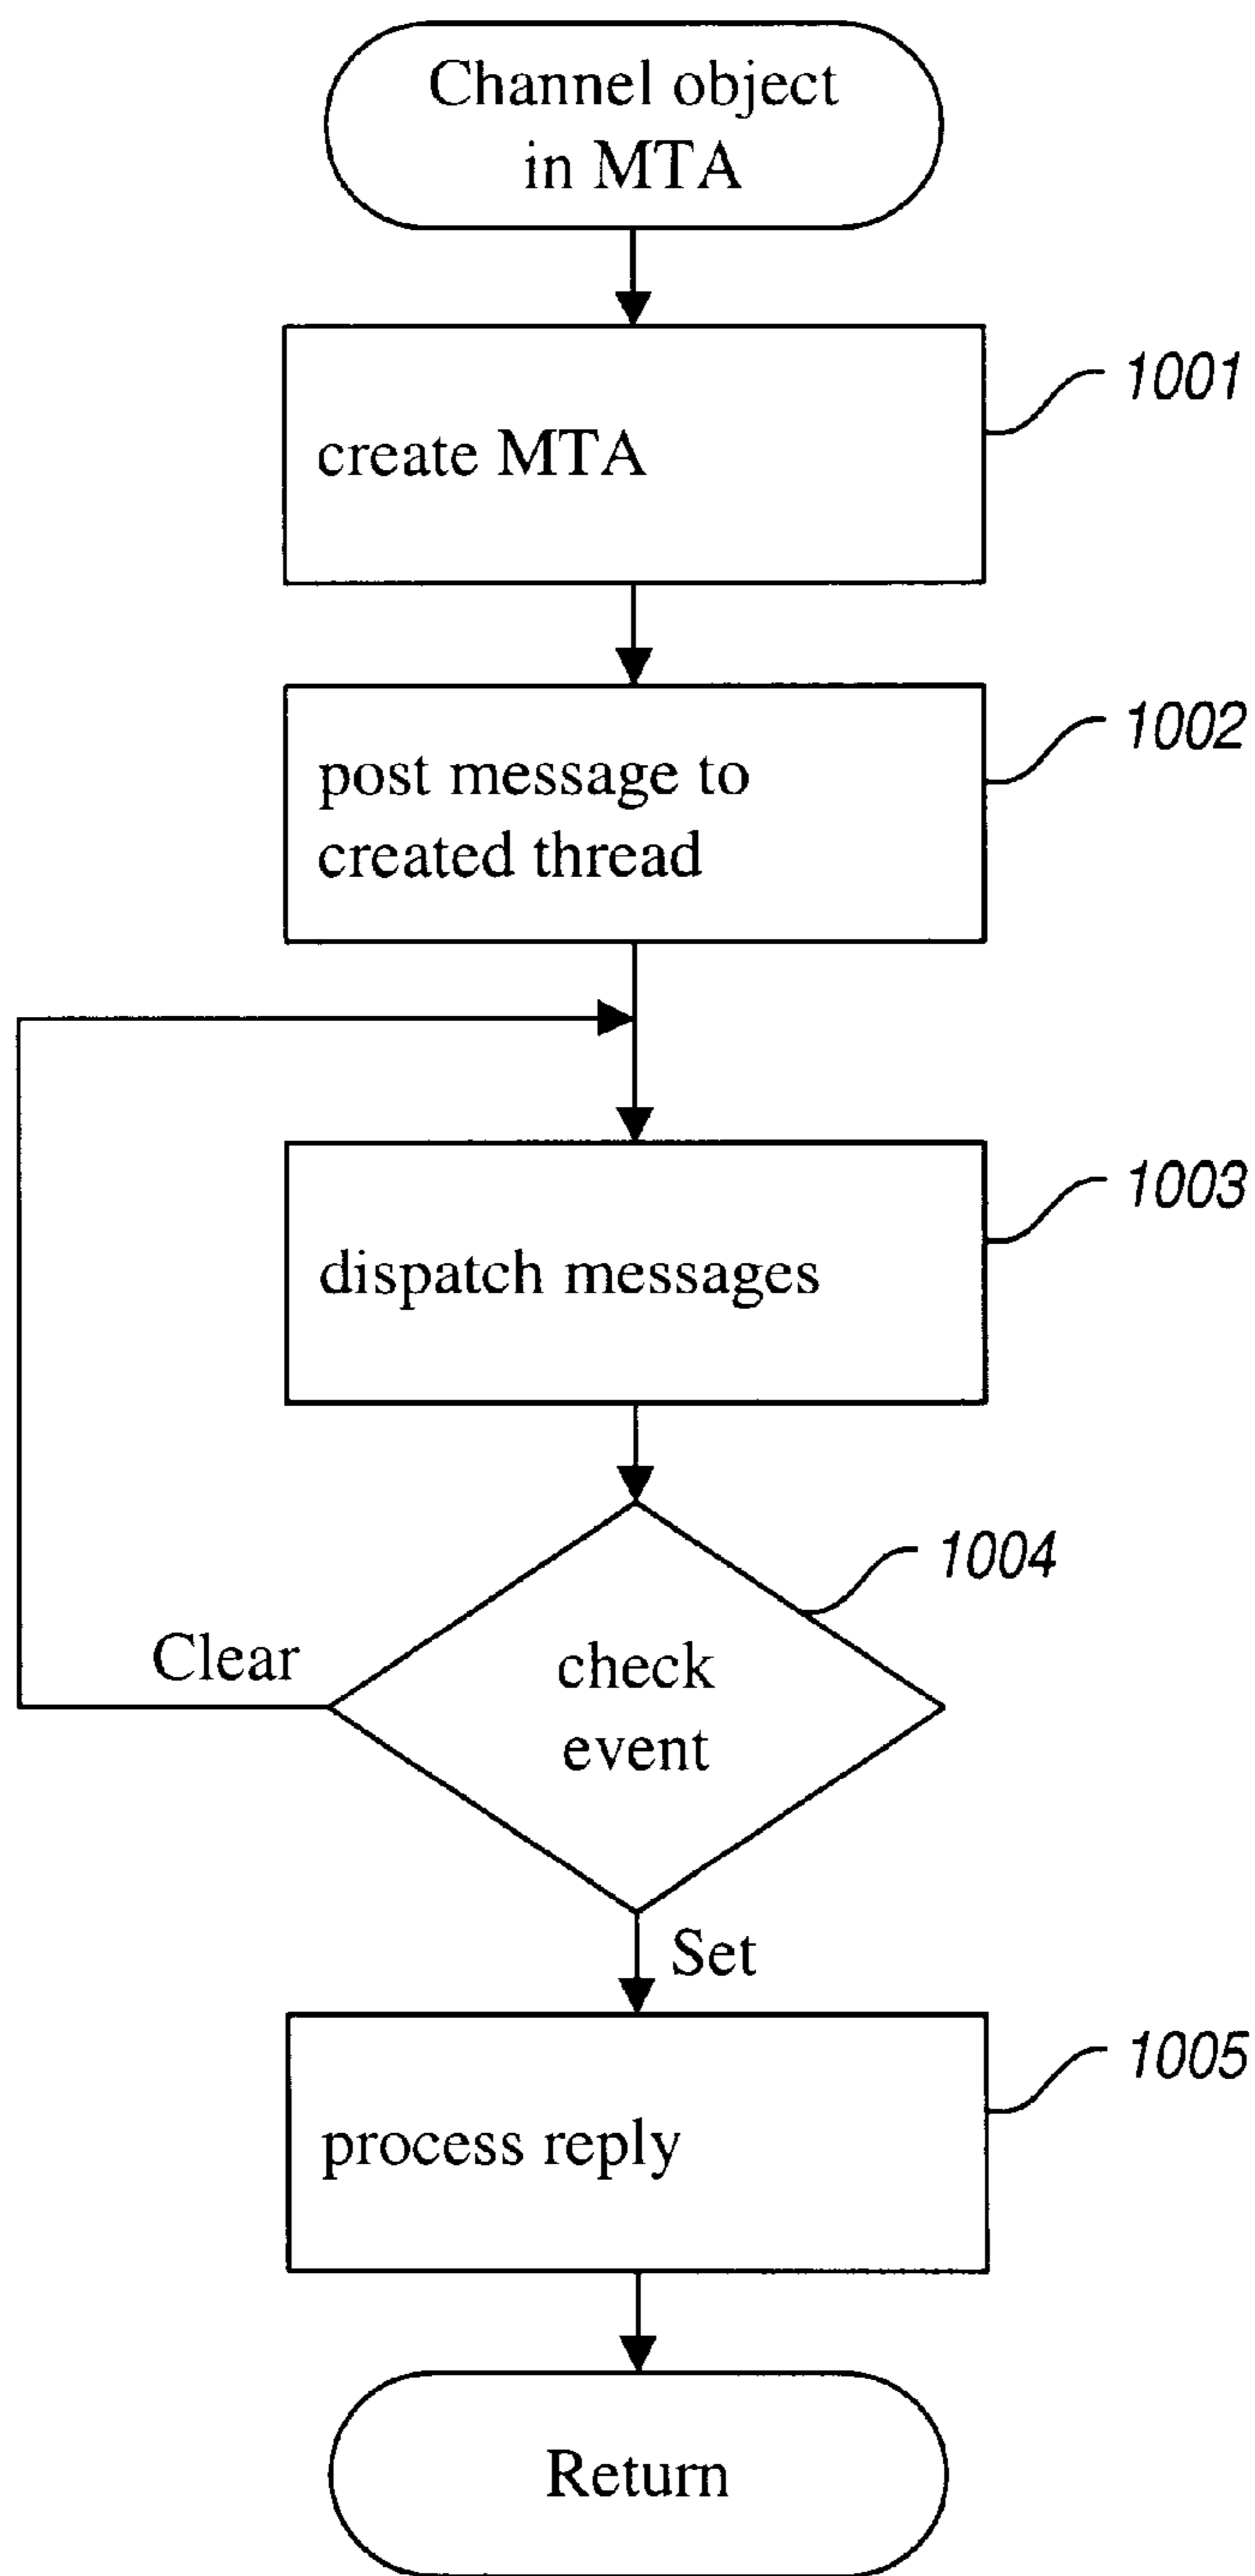 Channel object
in MTA
create MTA
1001
post message to
created thread
1002
dispatch messages
1003
1004
check
event
Clear
Set
process reply
1005
Return